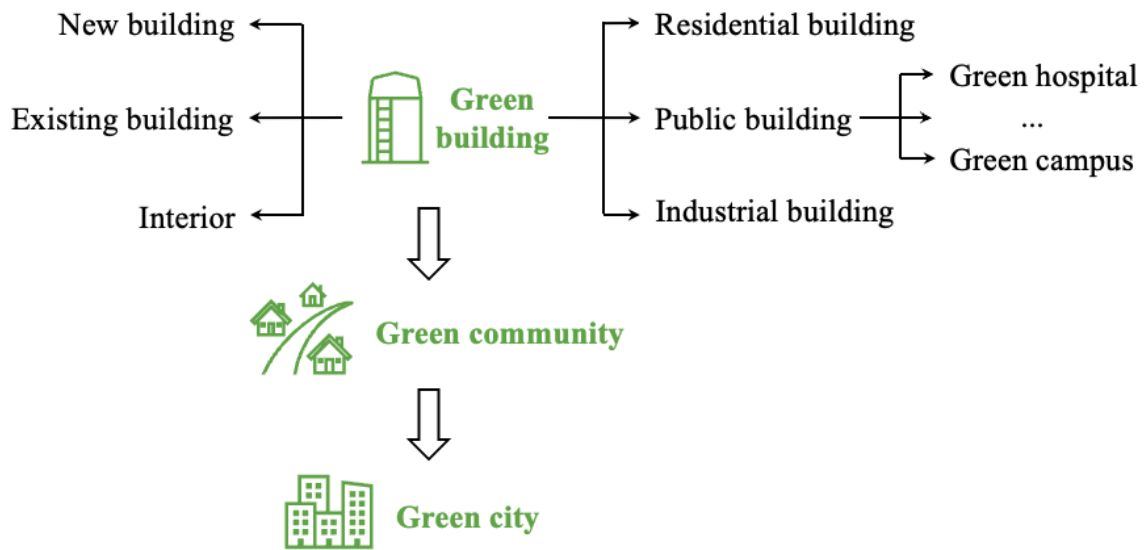 New building
Existing building
Interior
Green
building
Residential building
Public building
Industrial building
Green hospital
...
Green campus
Green community
Green city